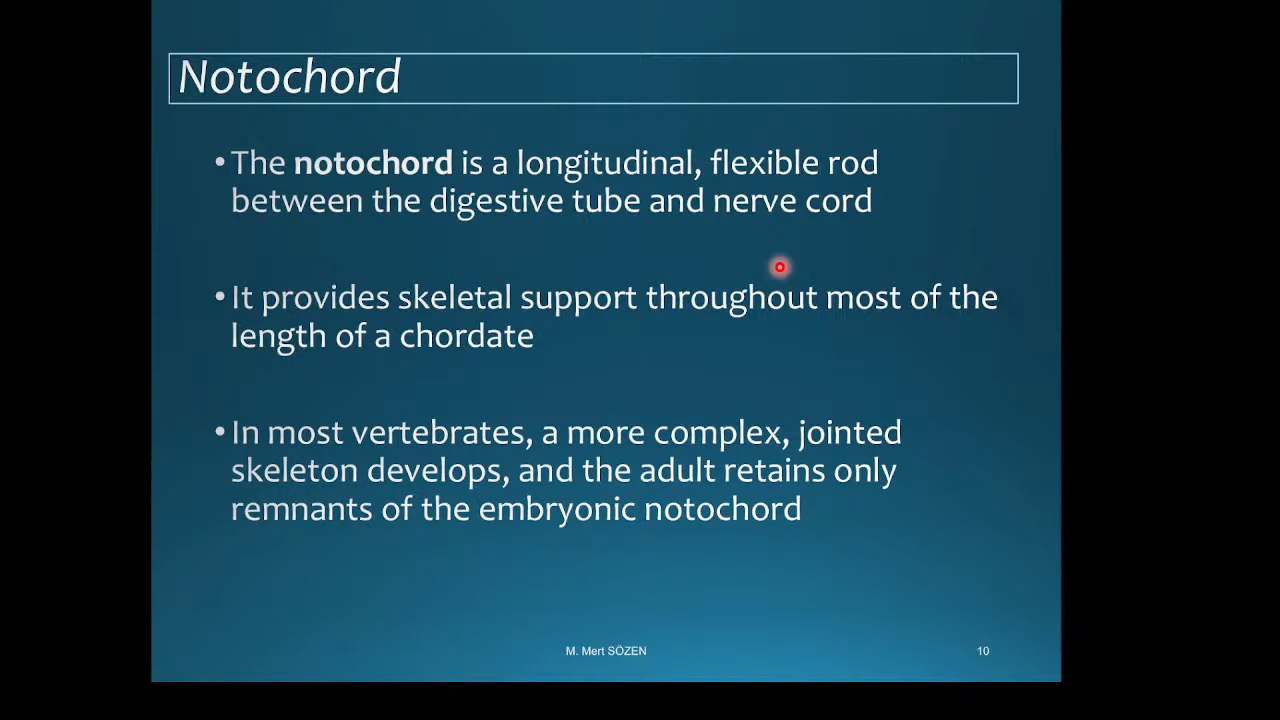 Notochord
•The notochord is a longitudinal, flexible rod
between the digestive tube and nerve cord
•It provides skeletal support throughout most of the
length of a chordate
•In most vertebrates, a more complex, jointed
skeleton develops, and the adult retains only
remnants of the embryonic notochord
M. Mert SÖZEN
10